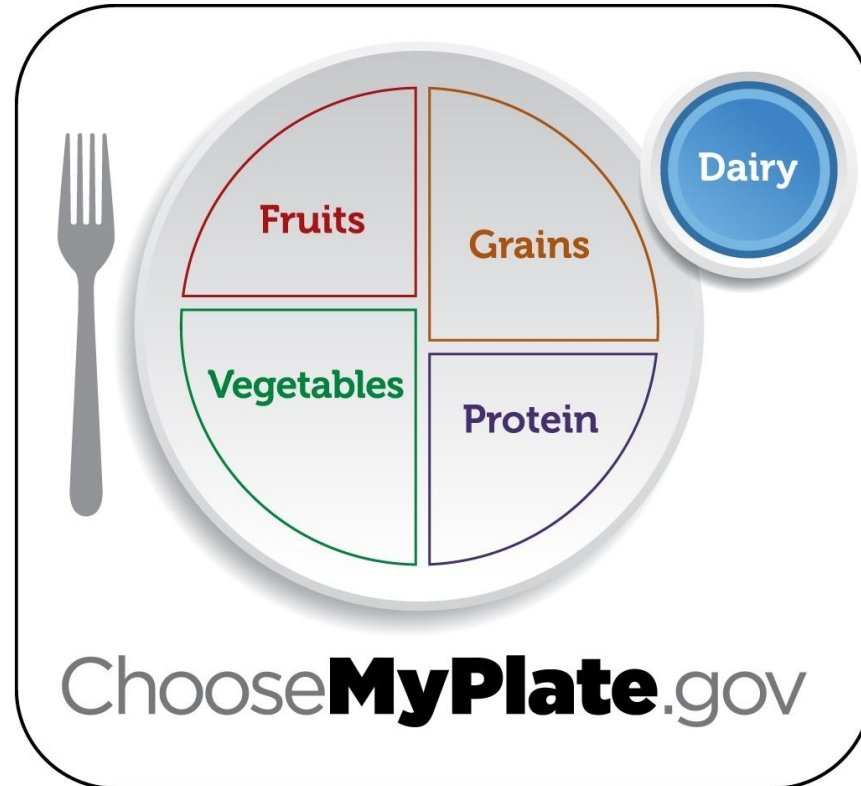 Dairy
Fruits
Grains
Vegetables
Protein
ChooseMyPlate.gov